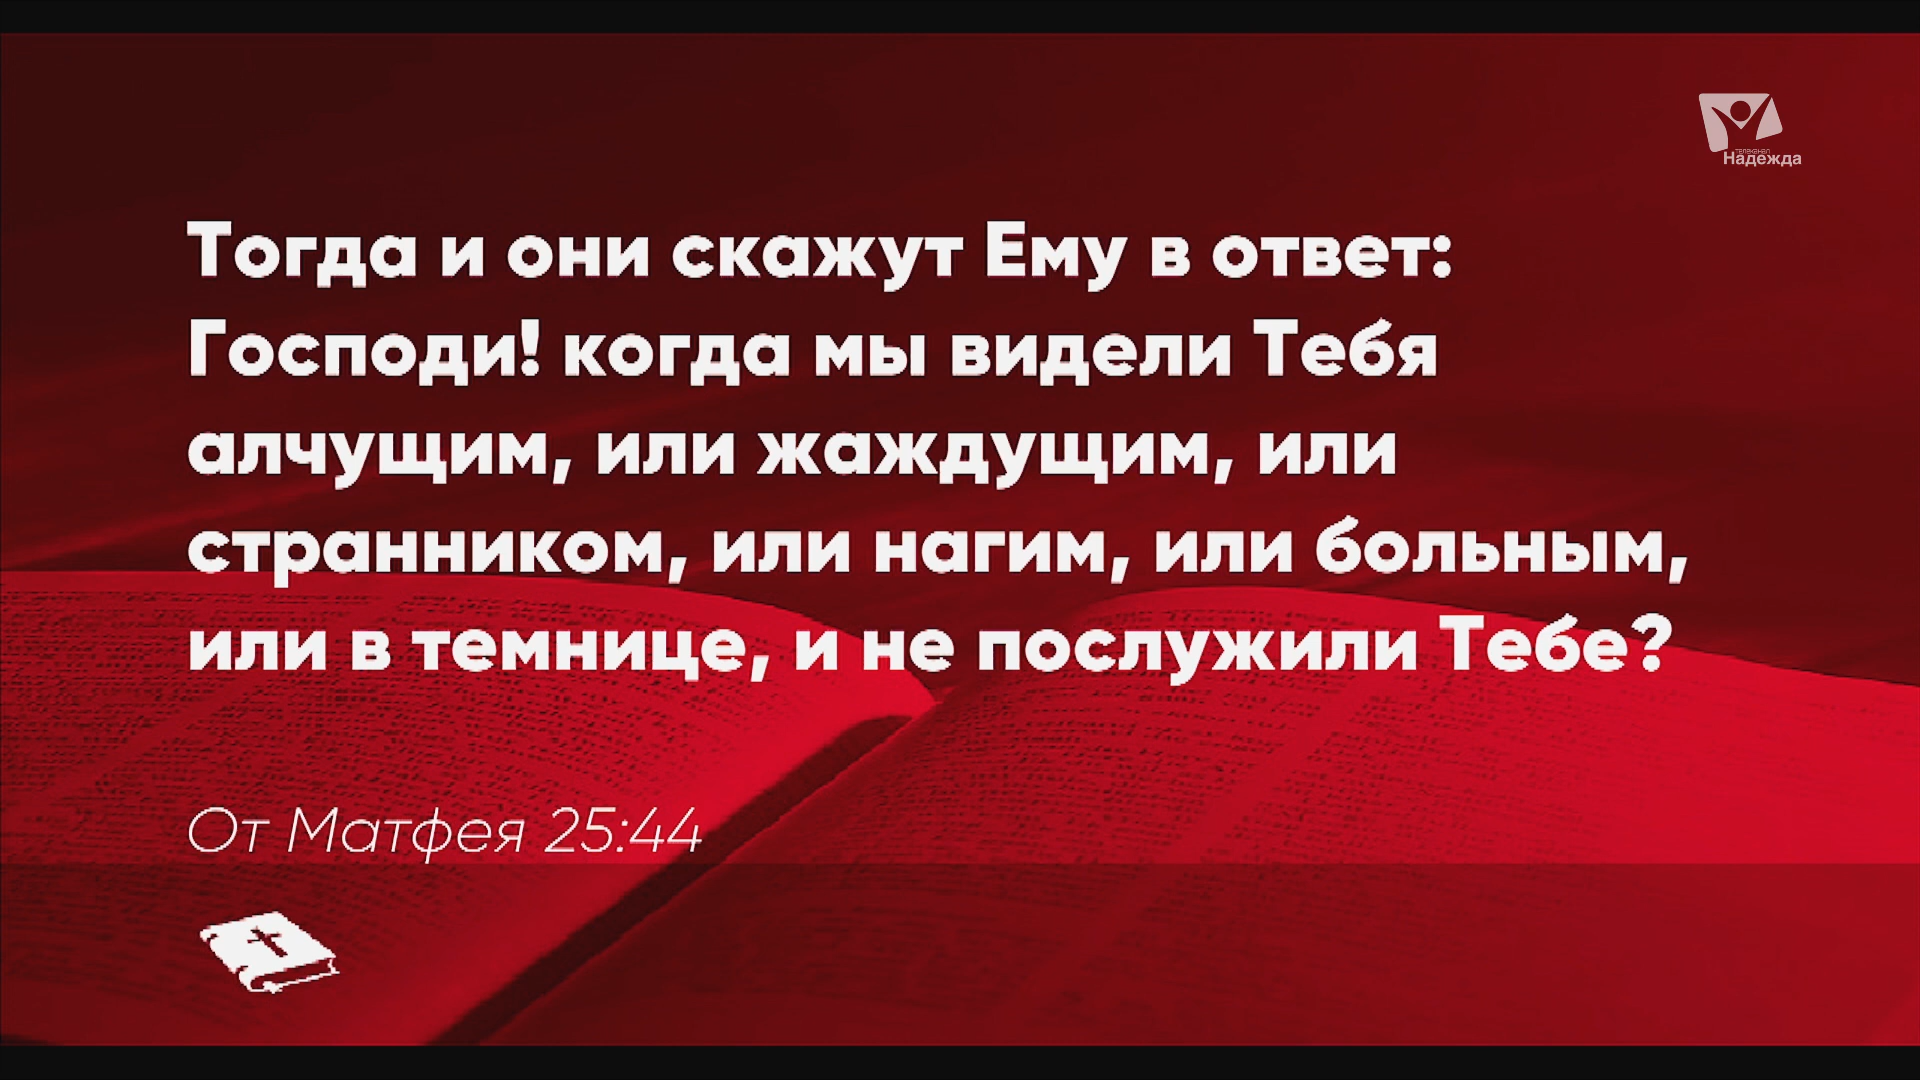 телеканал
Надежда
Тогда и они скажут Ему в ответ:
Господи! когда мы видели Тебя
алчущим, или жаждущим, или
странником, или нагим, или больным,
или в темнице, и не послужили Тебе?
От Матфея 25:44